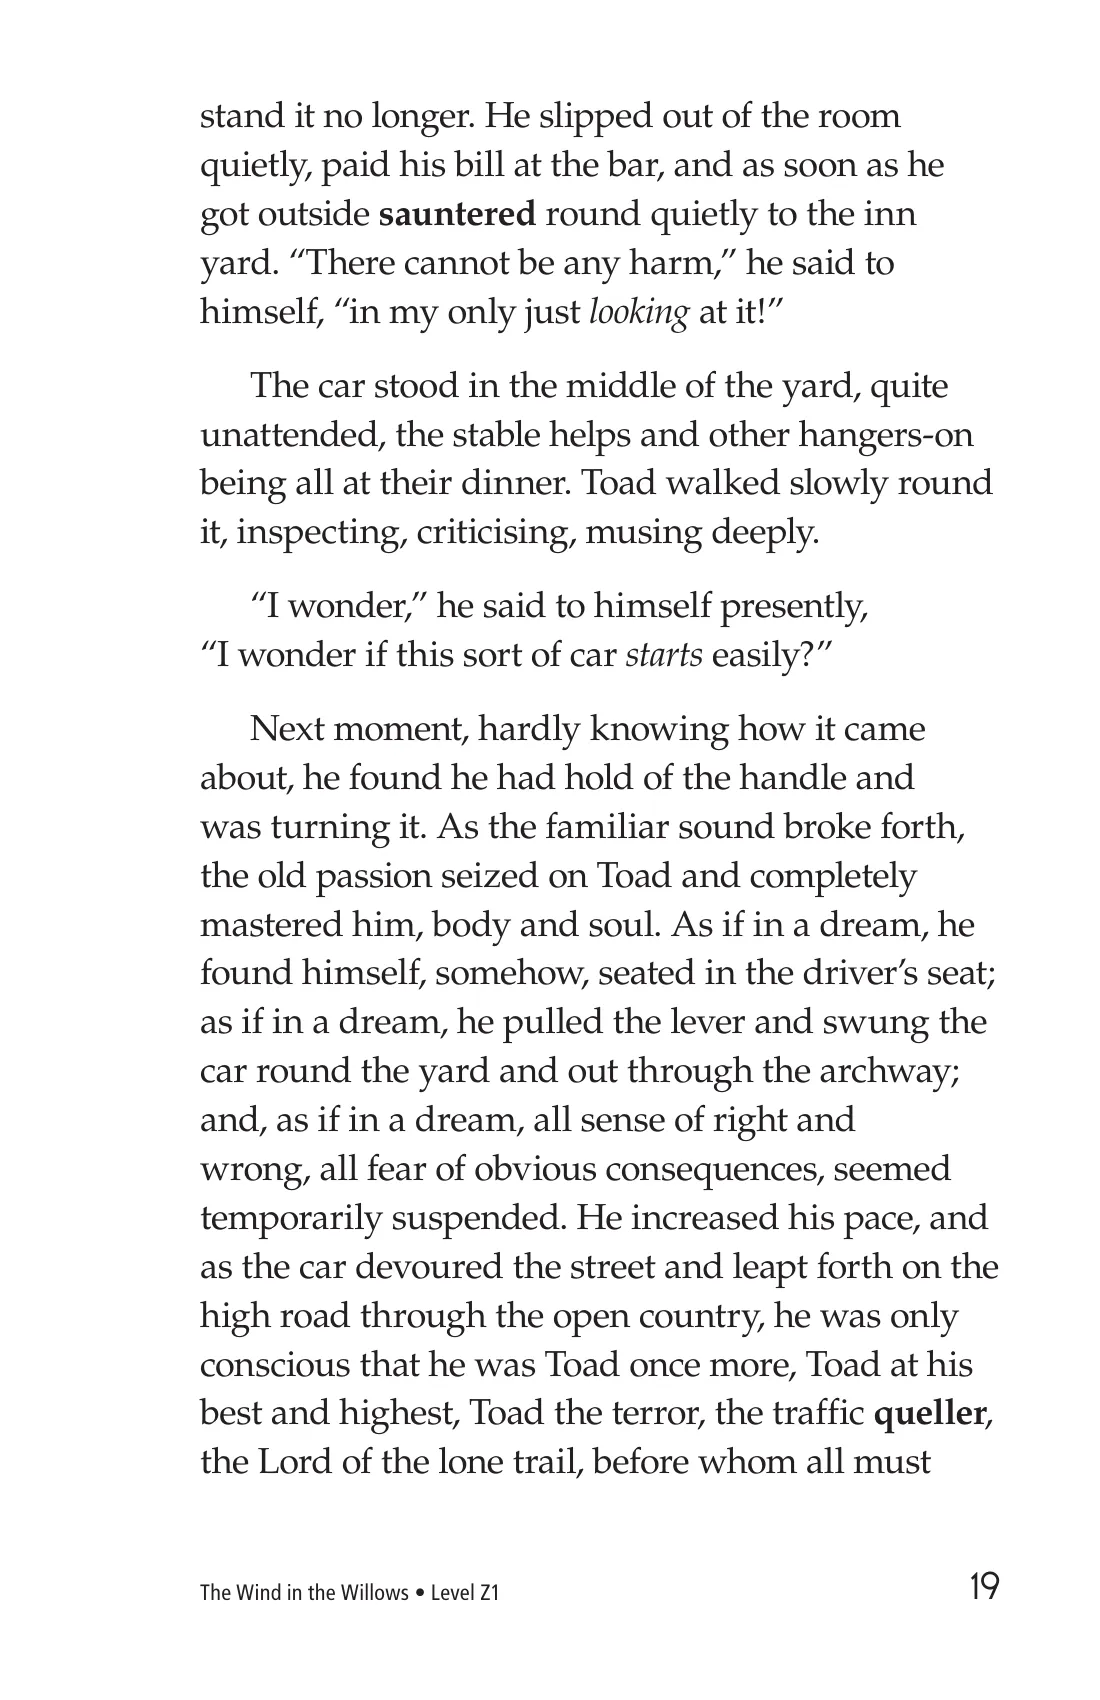 stand it no longer. He slipped out of the room
quietly, paid his bill at the bar, and as soon as he
got outside sauntered round quietly to the inn
yard. “There cannot be any harm,” he said to
himself, “in my only just looking at it!”
The car stood in the middle of the yard, quite
unattended, the stable helps and other hangers-on
being all at their dinner. Toad walked slowly round
it, inspecting, criticising, musing deeply.
“I wonder,” he said to himself presently,
“I wonder if this sort of car starts easily?”
Next moment, hardly knowing how it came
about, he found he had hold of the handle and
was turning it. As the familiar sound broke forth,
the old passion seized on Toad and completely
mastered him, body and soul. As if in a dream, he
found himself, somehow, seated in the driver’s seat;
as if in a dream, he pulled the lever and swung the
car round the yard and out through the archway;
and, as if in a dream, all sense of right and
wrong, all fear of obvious consequences, seemed
temporarily suspended. He increased his pace, and
as the car devoured the street and leapt forth on the
high road through the open country, he was only
conscious that he was Toad once more, Toad at his
best and highest, Toad the terror, the traffic queller,
the Lord of the lone trail, before whom all must
The Wind in the Willows • Level Z1
19